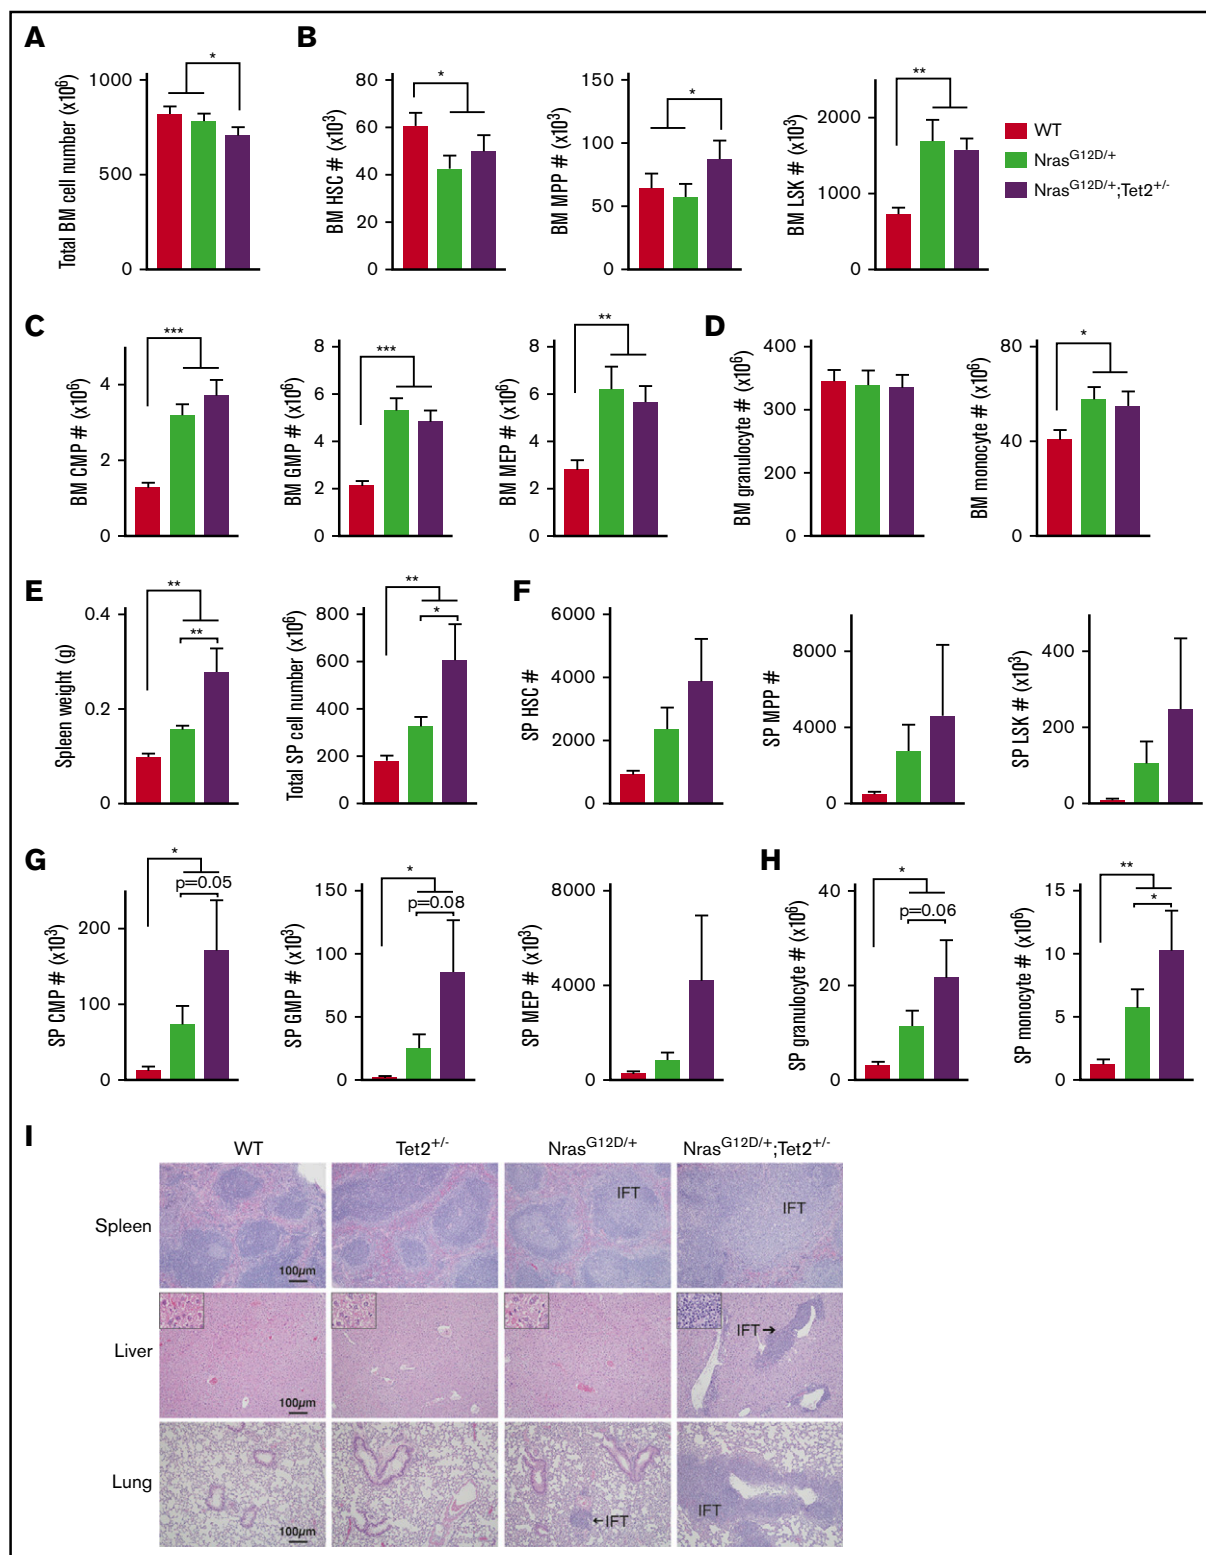 A
B
Total BM cell number (x10⁶)
1000
500
0
*
BM HSC # (x10³)
80
60
40
20
0
*
BM MPP # (x10³)
150
100
50
0
*
BM LSK # (x10³)
2000
1000
0
**
WT
Nras^G12D/+
Nras^G12D/+;Tet2^+/-
C
D
BM CMP # (x10⁶)
4
2
0
***
BM GMP # (x10⁶)
8
6
4
2
0
***
BM MEP # (x10⁶)
8
6
4
2
0
**
BM granulocyte # (x10⁶)
400
300
200
0
BM monocyte # (x10⁶)
80
40
0
*
E
F
Spleen weight (g)
0.4
0.2
0
**
**
Total SP cell number (x10⁶)
800
600
400
200
0
**
*
SP HSC #
6000
4000
2000
0
SP MPP #
8000
4000
0
SP LSK # (x10³)
400
200
0
G
H
SP CMP # (x10³)
200
100
0
*
p=0.05
SP GMP # (x10³)
150
100
50
0
*
p=0.08
SP MEP # (x10³)
8000
4000
0
SP granulocyte # (x10⁶)
40
20
0
*
p=0.06
SP monocyte # (x10⁶)
15
10
5
0
**
*
I
WT Tet2^+/- Nras^G12D/+ Nras^G12D/+;Tet2^+/-
Spleen
100µm
IFT
IFT
Liver
100µm
IFT→
Lung
100µm
←IFT
IFT